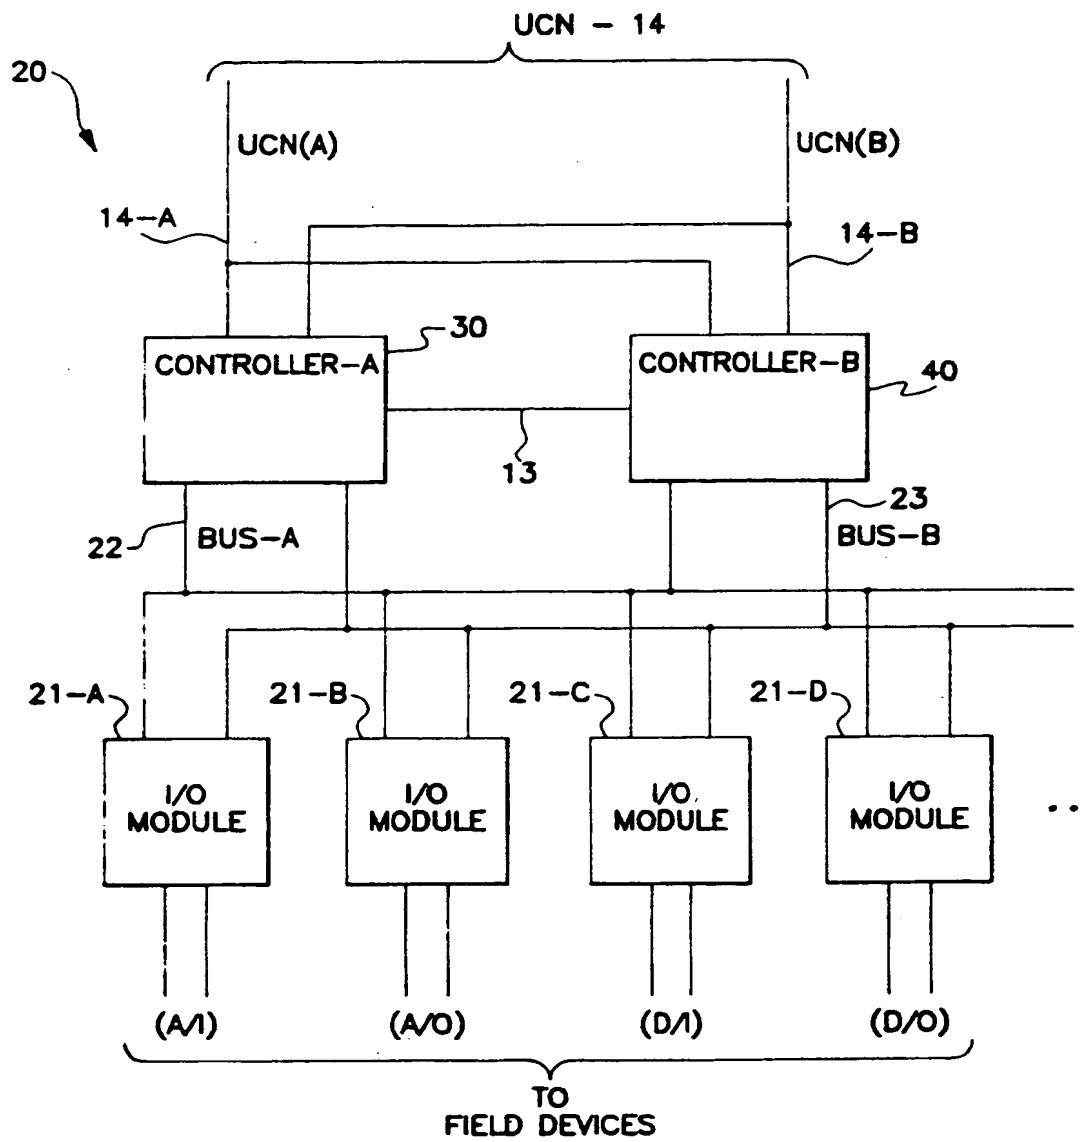 UCN - 14
20
UCN(A)
UCN(B)
14-A
14-B
30
CONTROLLER-A
CONTROLLER-B
40
13
22
BUS-A
23
BUS-B
21-A
21-B
21-C
21-D
I/O
MODULE
I/O
MODULE
I/O
MODULE
I/O
MODULE
(A/I)
(A/O)
(D/I)
(D/O)
TO
FIELD DEVICES